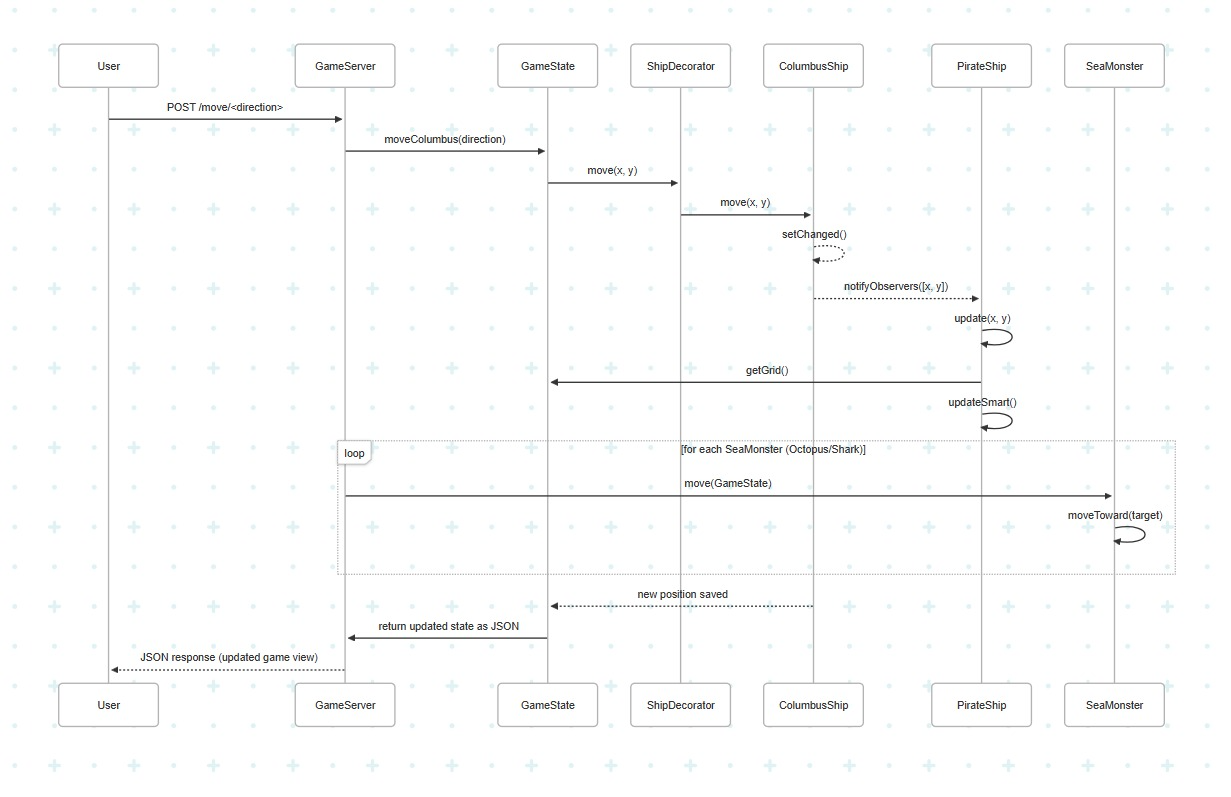 User
GameServer
GameState
ShipDecorator
ColumbusShip
PirateShip
SeaMonster
POST /move/<direction>
moveColumbus(direction)
move(x, y)
move(x, y)
setChanged()
notifyObservers([x, y])
update(x, y)
getGrid()
updateSmart()
loop
[for each SeaMonster (Octopus/Shark)]
move(GameState)
moveToward(target)
new position saved
return updated state as JSON
JSON response (updated game view)
User
GameServer
GameState
ShipDecorator
ColumbusShip
PirateShip
SeaMonster